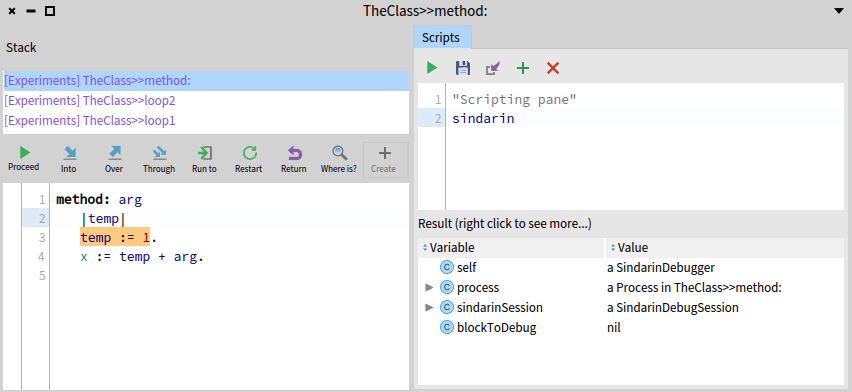 TheClass>>method:
Stack
[Experiments] TheClass>>method:
[Experiments] TheClass>>loop2
[Experiments] TheClass>>loop1
Proceed Into Over Through Run to Restart Return Where is? Create
1 method: arg
2 |temp|
3 temp := 1.
4 x := temp + arg.
5
Scripts
1 "Scripting pane"
2 sindarin
Result (right click to see more...)
Variable Value
C self a SindarinDebugger
C process a Process in TheClass>>method:
C sindarinSession a SindarinDebugSession
C blockToDebug nil